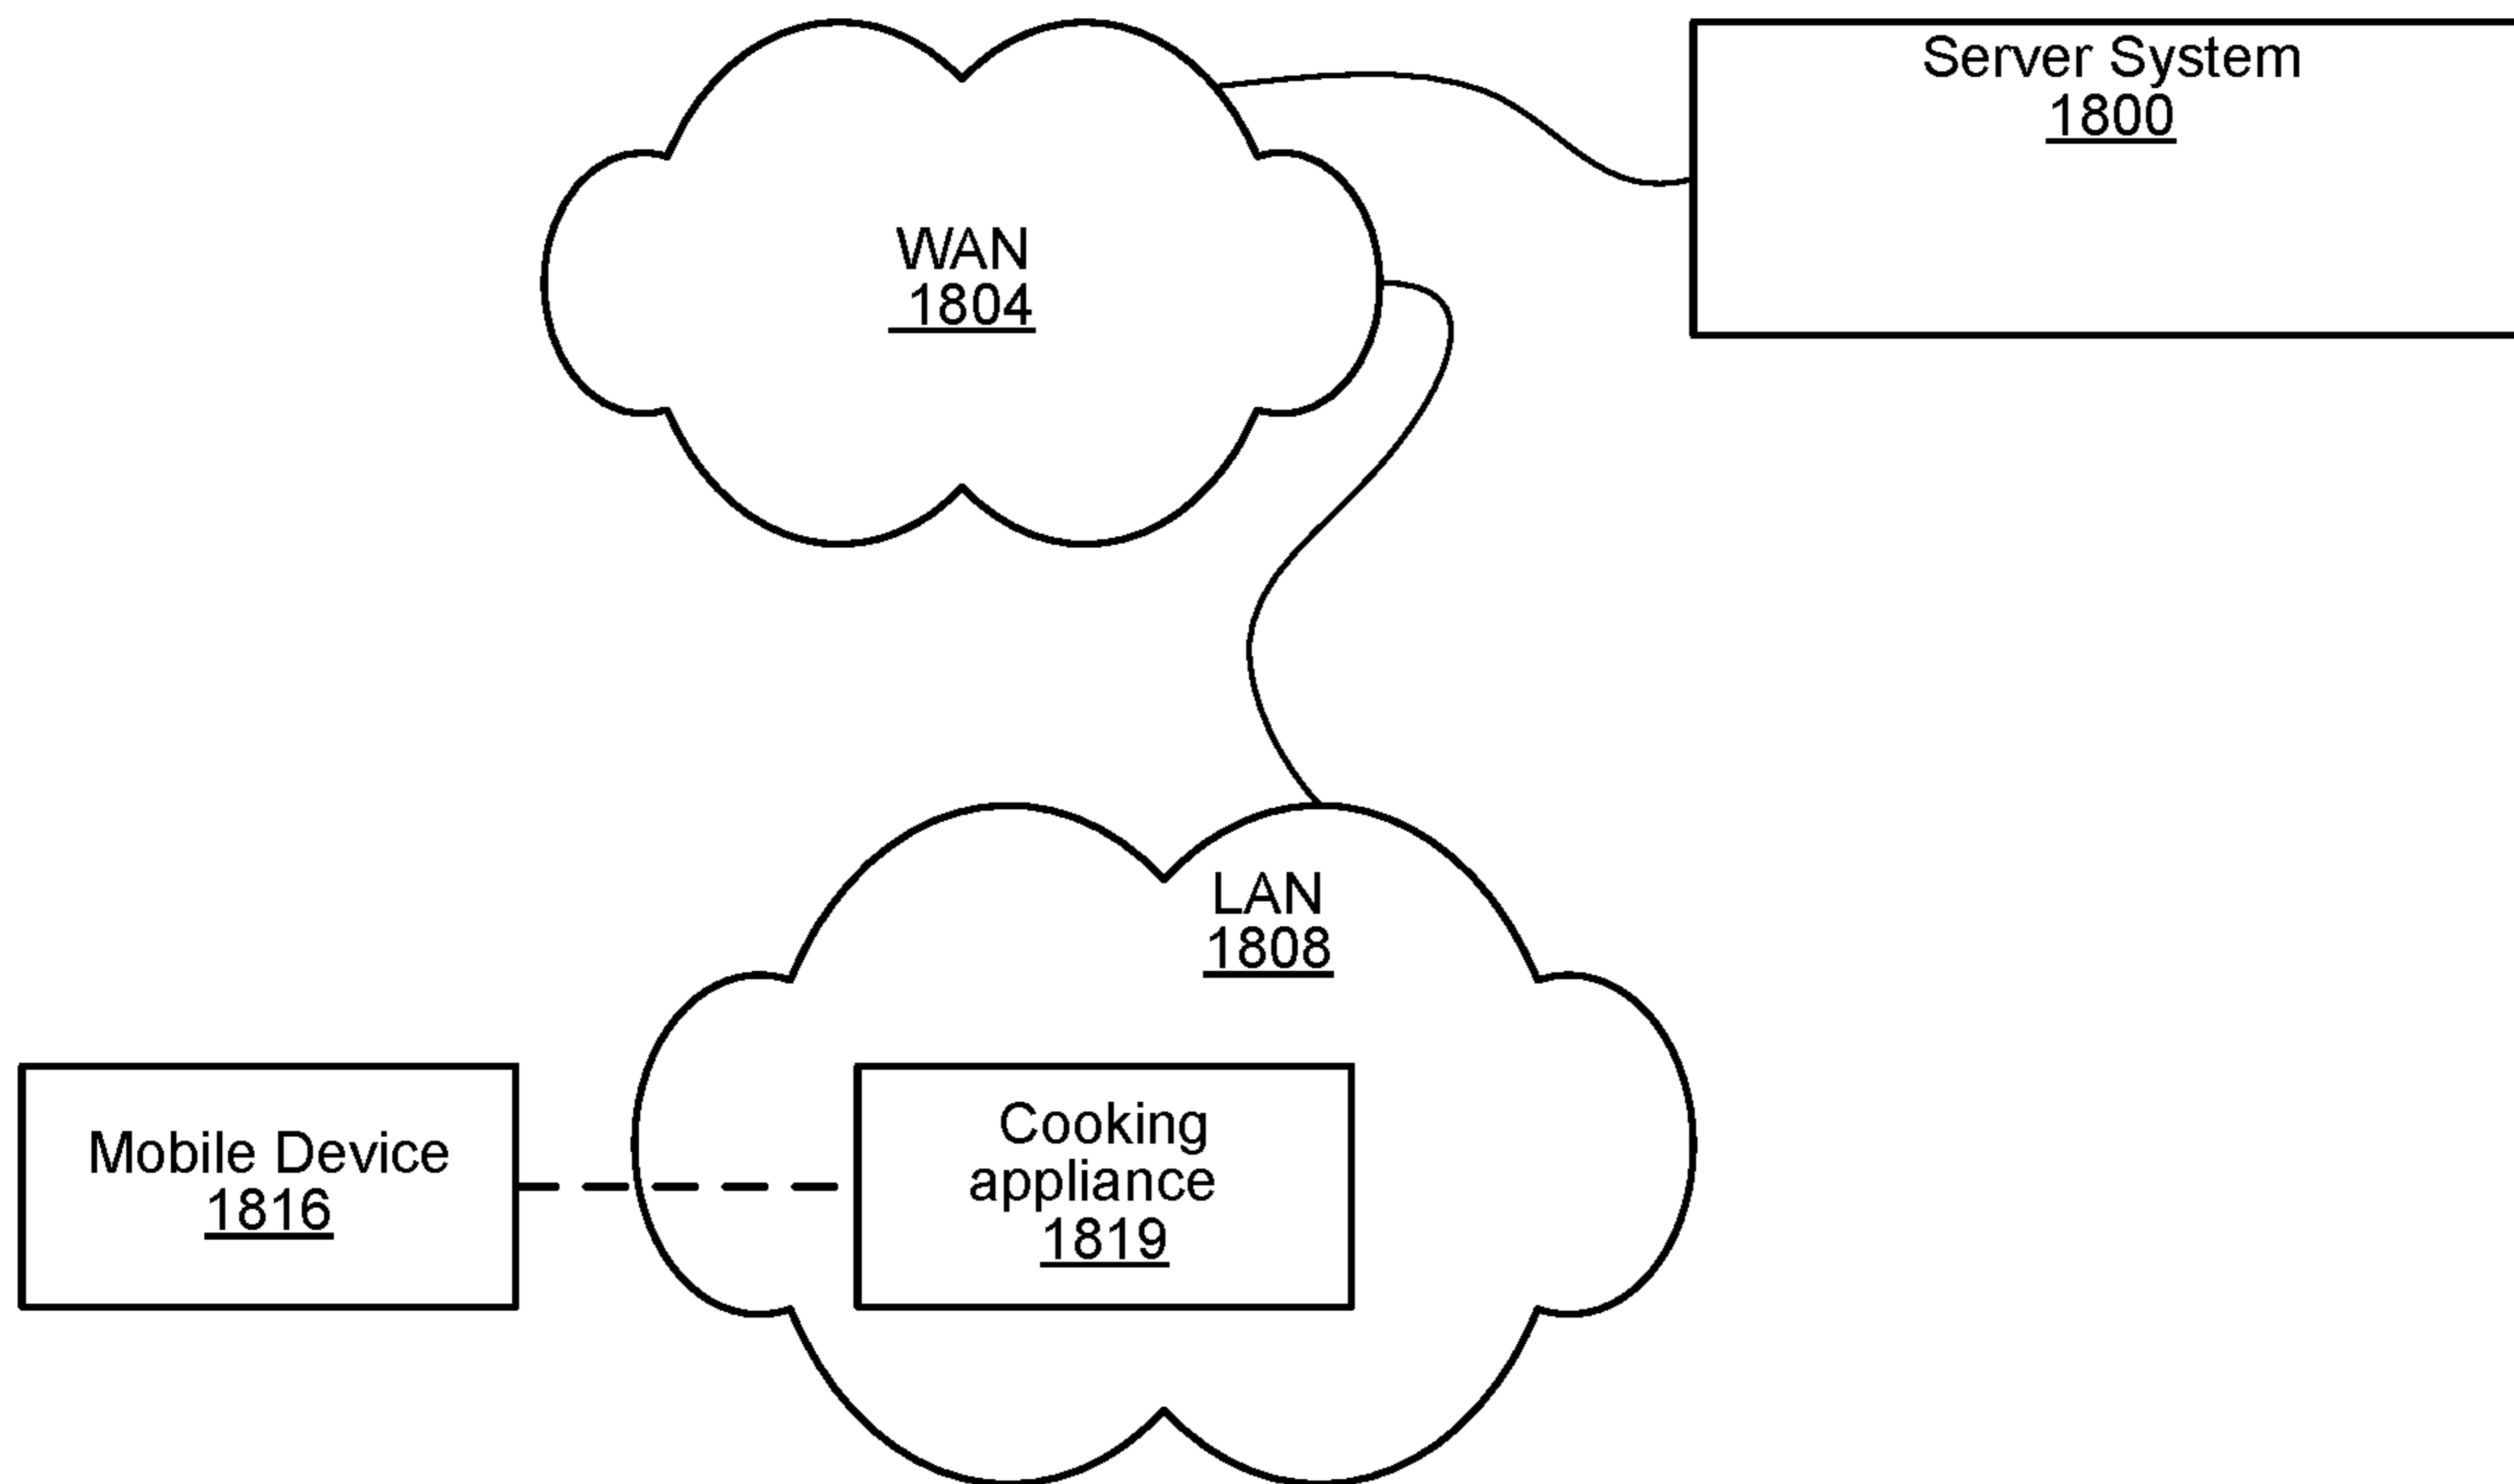 Server System
1800
WAN
1804
LAN
1808
Mobile Device
1816
Cooking
appliance
1819